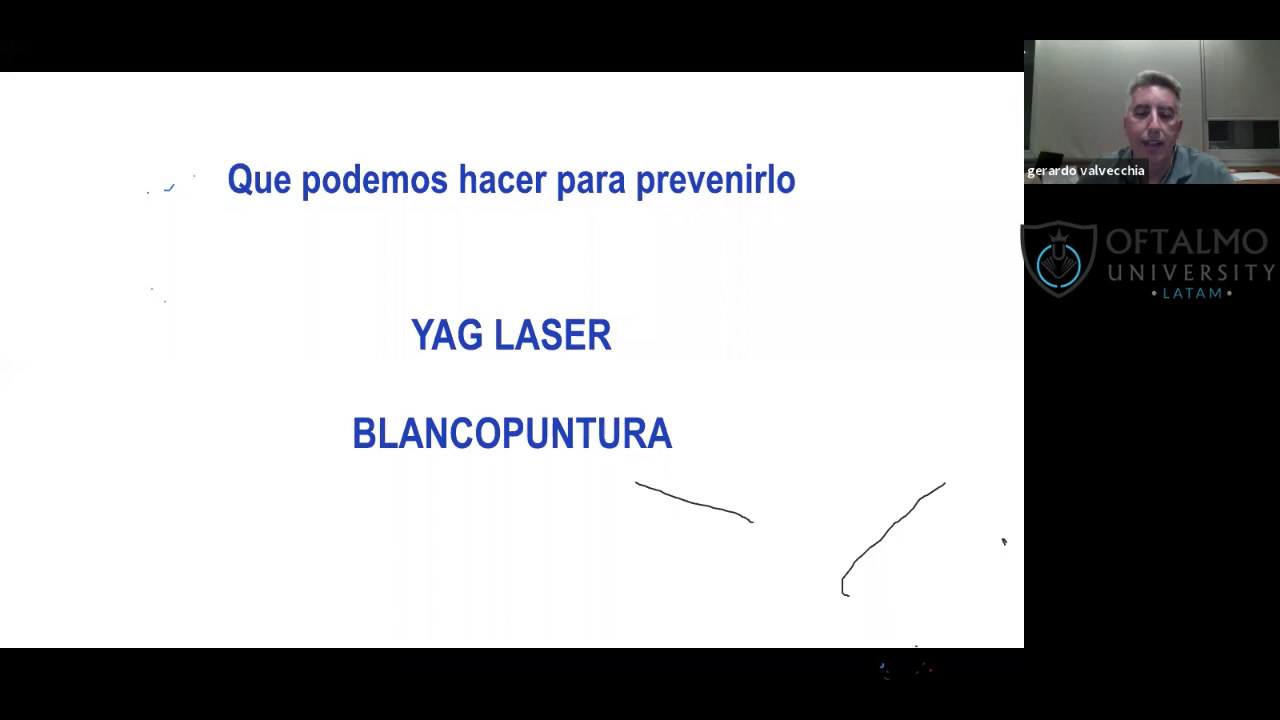 Que podemos hacer para prevenirlo
YAG LASER
BLANCOPUNTURA
gerardo valvecchia
OFTALMO
UNIVERSITY
• LATAM •